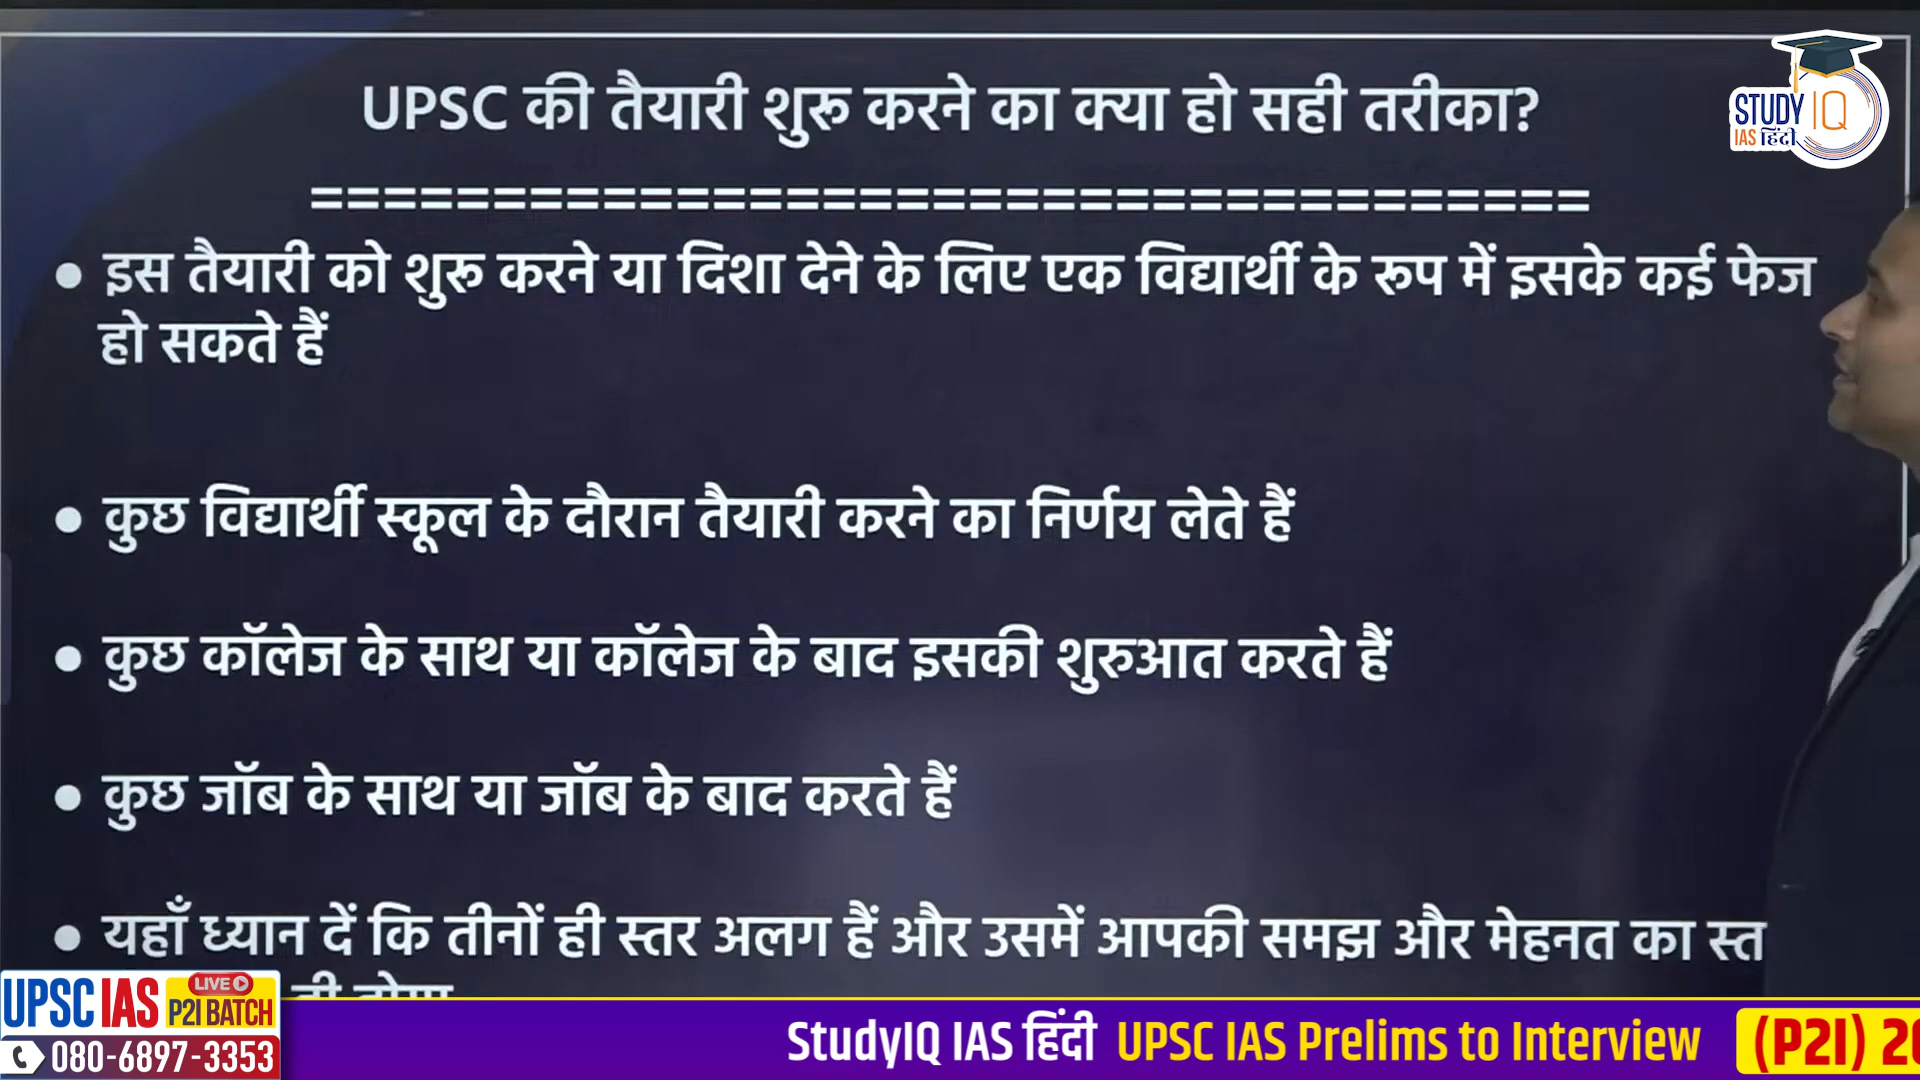 UPSC की तैयारी शुरू करने का क्या हो सही तरीका?
===================================
STUDY IQ
IAS हिंदी
● इस तैयारी को शुरू करने या दिशा देने के लिए एक विद्यार्थी के रूप में इसके कई फेज
हो सकते हैं
● कुछ विद्यार्थी स्कूल के दौरान तैयारी करने का निर्णय लेते हैं
● कुछ कॉलेज के साथ या कॉलेज के बाद इसकी शुरुआत करते हैं
● कुछ जॉब के साथ या जॉब के बाद करते हैं
● यहाँ ध्यान दें कि तीनों ही स्तर अलग हैं और उसमें आपकी समझ और मेहनत का स्त
UPSC IAS LIVE P2I BATCH
080-6897-3353
StudyIQ IAS हिंदी UPSC IAS Prelims to Interview (P2I) 20